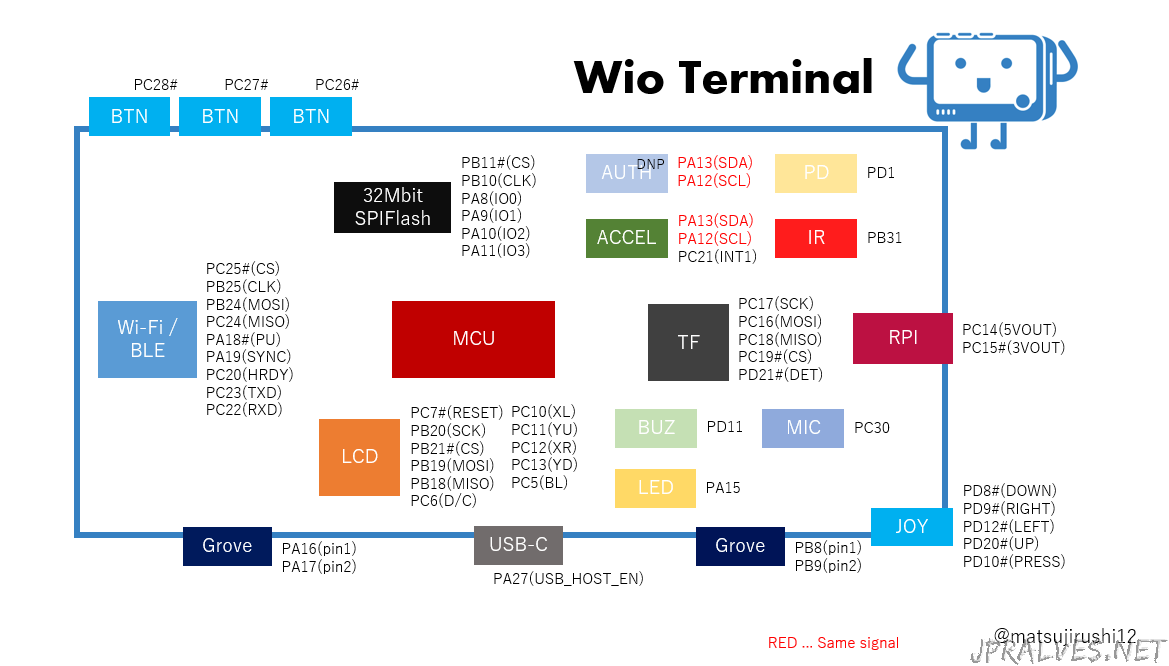 Wio Terminal
PC28#
PC27#
PC26#
BTN
BTN
BTN
32Mbit
SPIFlash
PB11#(CS)
PB10(CLK)
PA8(IO0)
PA9(IO1)
PA10(IO2)
PA11(IO3)
AUTH
DNP
PA13(SDA)
PA12(SCL)
PD
PD1
ACCEL
PA13(SDA)
PA12(SCL)
PC21(INT1)
IR
PB31
Wi-Fi /
BLE
PC25#(CS)
PB25(CLK)
PB24(MOSI)
PC24(MISO)
PA18#(PU)
PA19(SYNC)
PC20(HRDY)
PC23(TXD)
PC22(RXD)
MCU
TF
PC17(SCK)
PC16(MOSI)
PC18(MISO)
PC19#(CS)
PD21#(DET)
RPI
PC14(5VOUT)
PC15#(3VOUT)
LCD
PC7#(RESET)
PB20(SCK)
PB21#(CS)
PB19(MOSI)
PB18(MISO)
PC6(D/C)
PC10(XL)
PC11(YU)
PC12(XR)
PC13(YD)
PC5(BL)
BUZ
PD11
MIC
PC30
LED
PA15
JOY
PD8#(DOWN)
PD9#(RIGHT)
PD12#(LEFT)
PD20#(UP)
PD10#(PRESS)
Grove
PA16(pin1)
PA17(pin2)
USB-C
PA27(USB_HOST_EN)
Grove
PB8(pin1)
PB9(pin2)
RED ... Same signal
@matsujirushi12
JPRALVES.NET